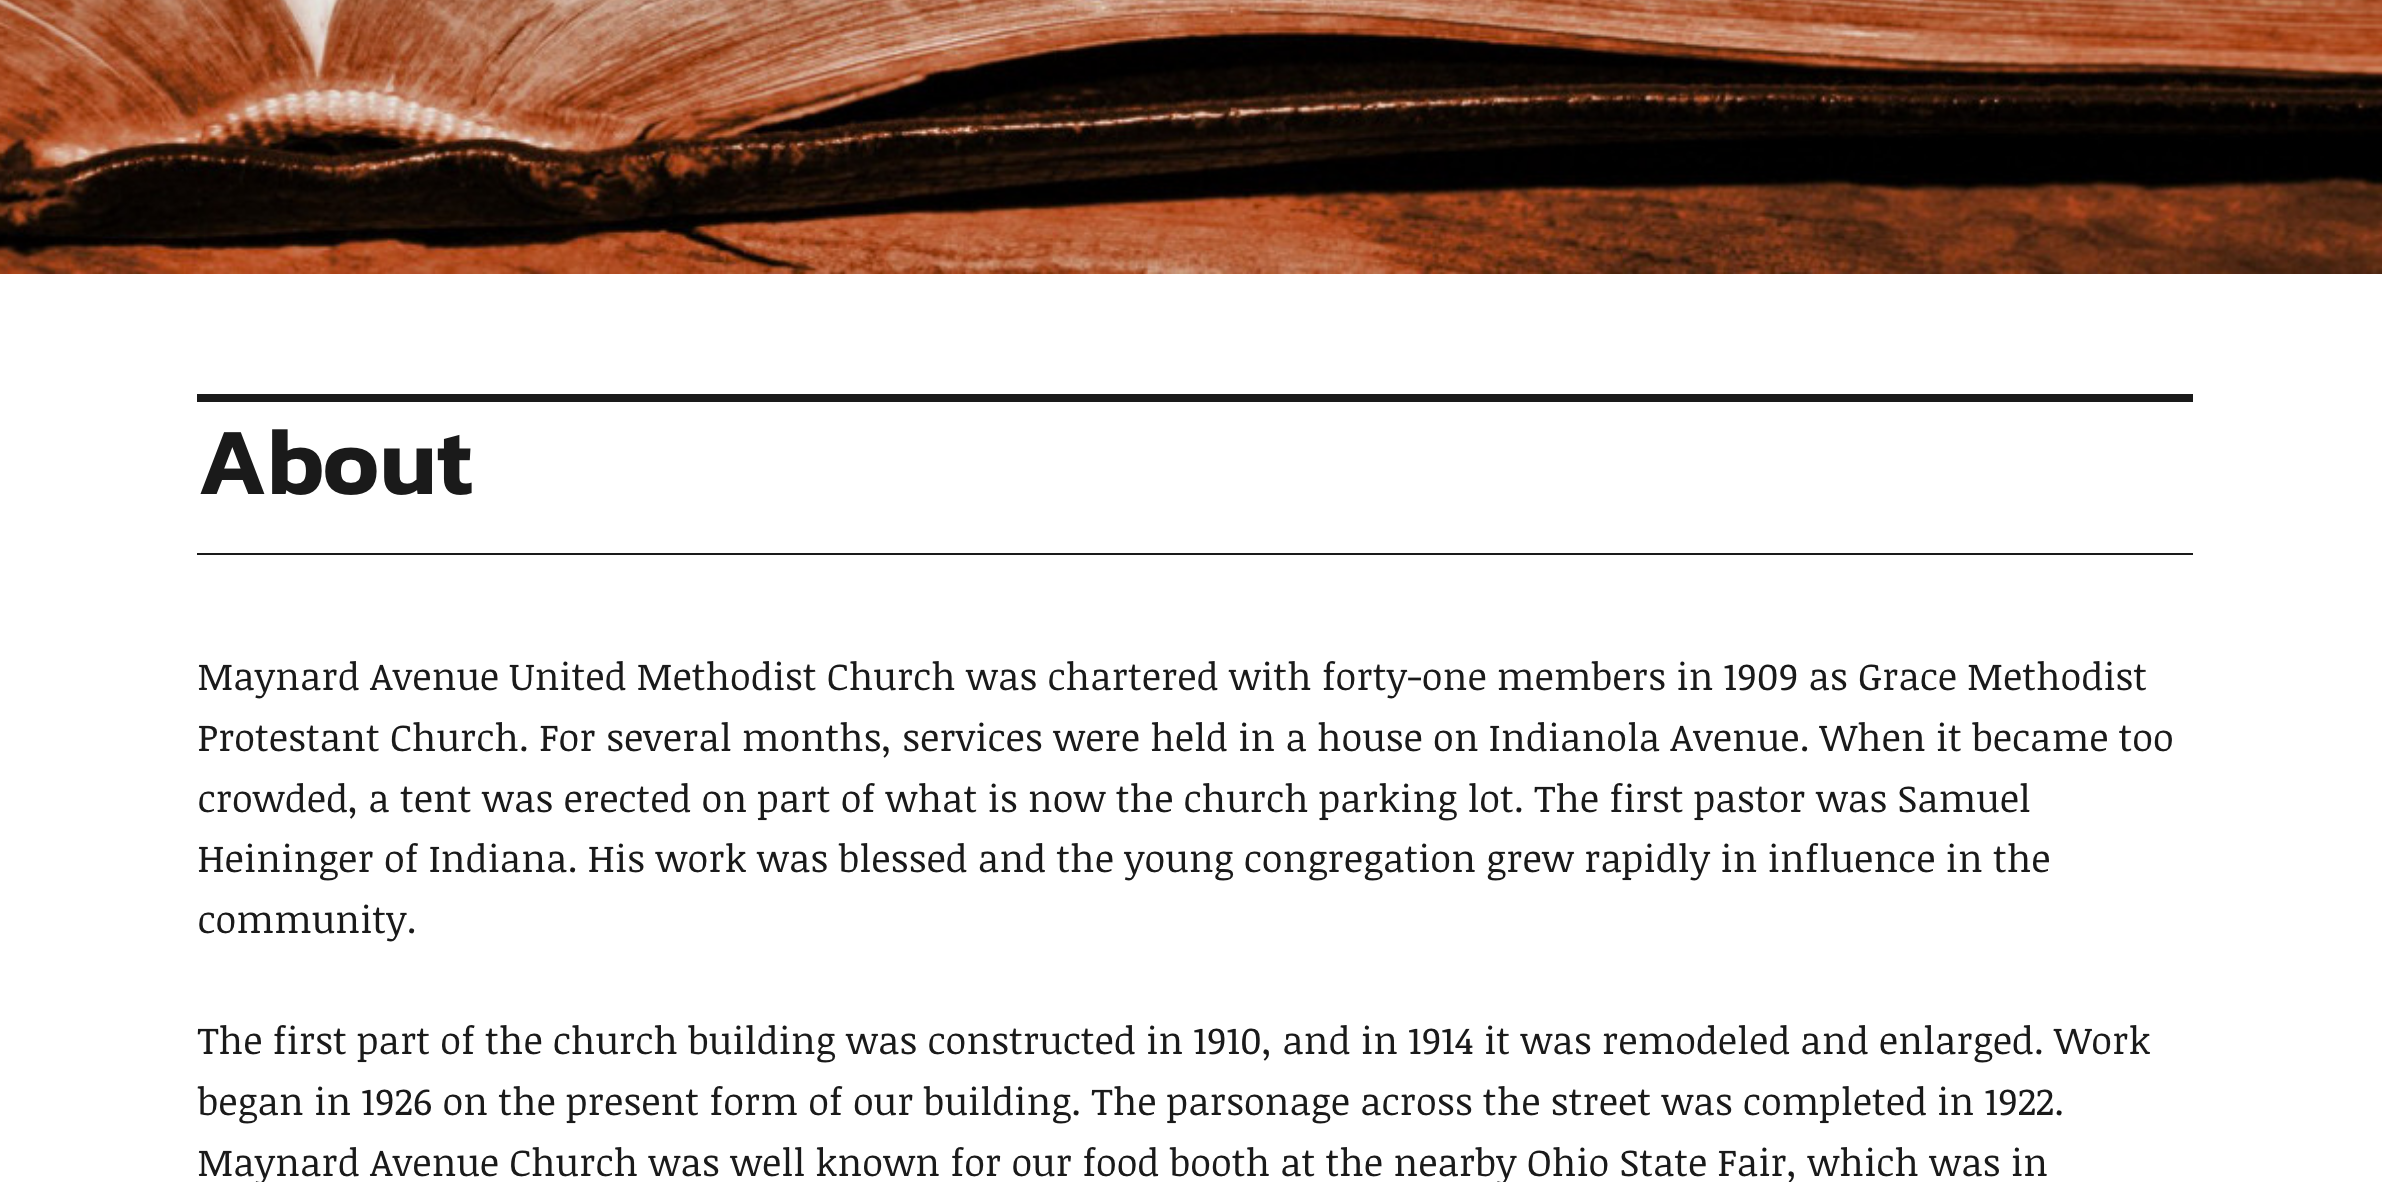 About
Maynard Avenue United Methodist Church was chartered with forty-one members in 1909 as Grace Methodist
Protestant Church. For several months, services were held in a house on Indianola Avenue. When it became too
crowded, a tent was erected on part of what is now the church parking lot. The first pastor was Samuel
Heininger of Indiana. His work was blessed and the young congregation grew rapidly in influence in the
community.
The first part of the church building was constructed in 1910, and in 1914 it was remodeled and enlarged. Work
began in 1926 on the present form of our building. The parsonage across the street was completed in 1922.
Maynard Avenue Church was well known for our food booth at the nearby Ohio State Fair, which was in